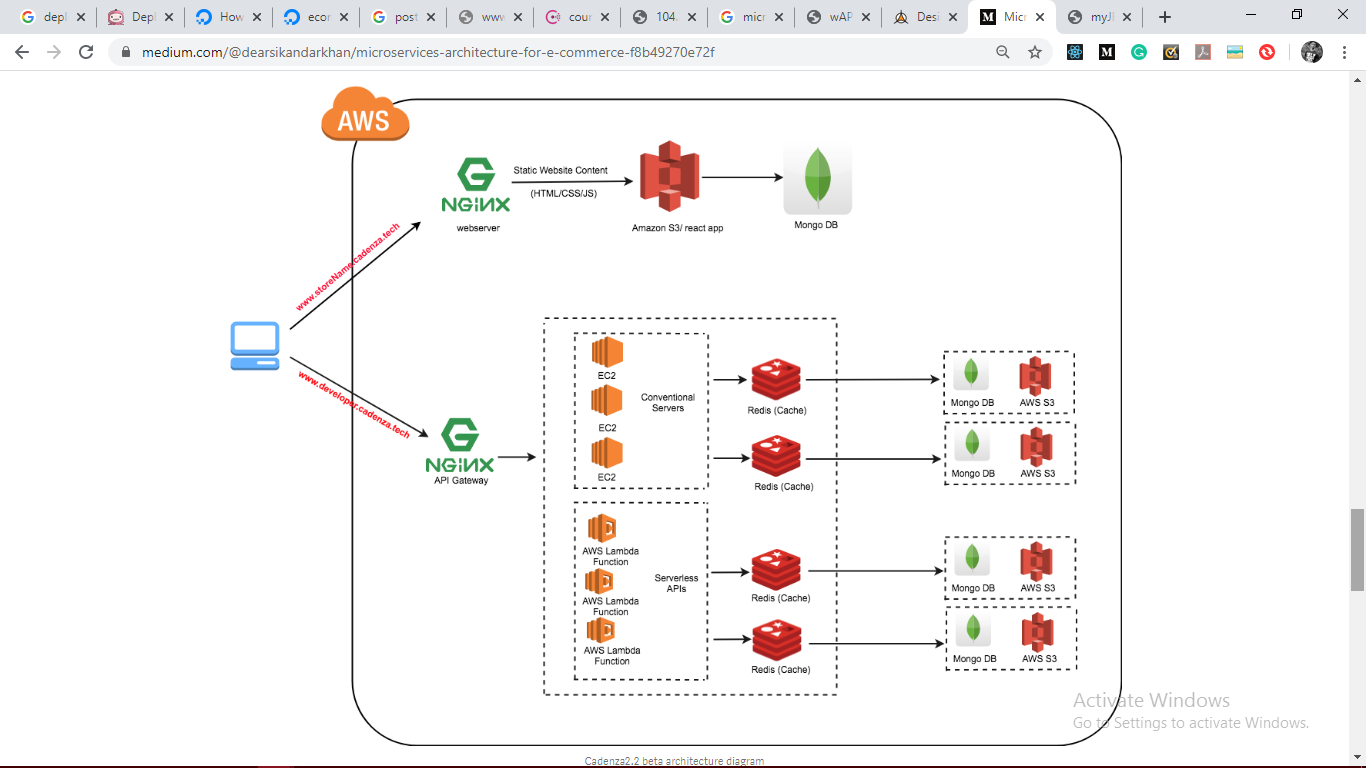 depl
Depl
How
ecor
post
www
cour
104.
micr
wAP
Desi
Micr
myJI
medium.com/@dearsikandarkhan/microservices-architecture-for-e-commerce-f8b49270e72f
AWS
NGiNX
webserver
Static Website Content
(HTML/CSS/JS)
Amazon S3/ react app
Mongo DB
www.storeName.cadenza.tech
www.developer.cadenza.tech
NGiNX
API Gateway
EC2
EC2
EC2
Conventional
Servers
Redis (Cache)
Redis (Cache)
Mongo DB
AWS S3
Mongo DB
AWS S3
AWS Lambda
Function
AWS Lambda
Function
AWS Lambda
Function
Serverless
APIs
Redis (Cache)
Redis (Cache)
Mongo DB
AWS S3
Mongo DB
AWS S3
Activate Windows
Go to Settings to activate Windows.
Cadenza2.2 beta architecture diagram